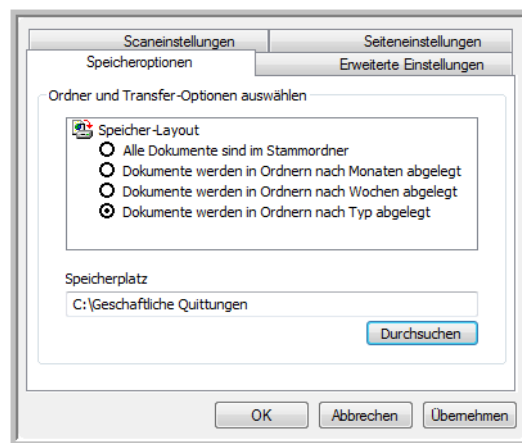 Scaneinstellungen
Seiteneinstellungen
Speicheroptionen
Erweiterte Einstellungen
Ordner und Transfer-Optionen auswählen
Speicher-Layout
Alle Dokumente sind im Stammordner
Dokumente werden in Ordnern nach Monaten abgelegt
Dokumente werden in Ordnern nach Wochen abgelegt
Dokumente werden in Ordnern nach Typ abgelegt
Speicherplatz
C:\Geschaftliche Quittungen
Durchsuchen
OK
Abbrechen
Übernehmen